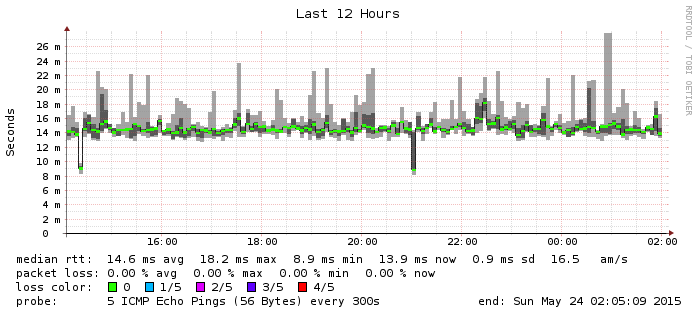 Last 12 Hours
RRDTOOL / TOBI OETIKER
Seconds
26 m
24 m
22 m
20 m
18 m
16 m
14 m
12 m
10 m
8 m
6 m
4 m
2 m
0
16:00 18:00 20:00 22:00 00:00 02:00
median rtt: 14.6 ms avg 18.2 ms max 8.9 ms min 13.9 ms now 0.9 ms sd 16.5 am/s
packet loss: 0.00 % avg 0.00 % max 0.00 % min 0.00 % now
loss color: 0 1/5 2/5 3/5 4/5
probe: 5 ICMP Echo Pings (56 Bytes) every 300s end: Sun May 24 02:05:09 2015